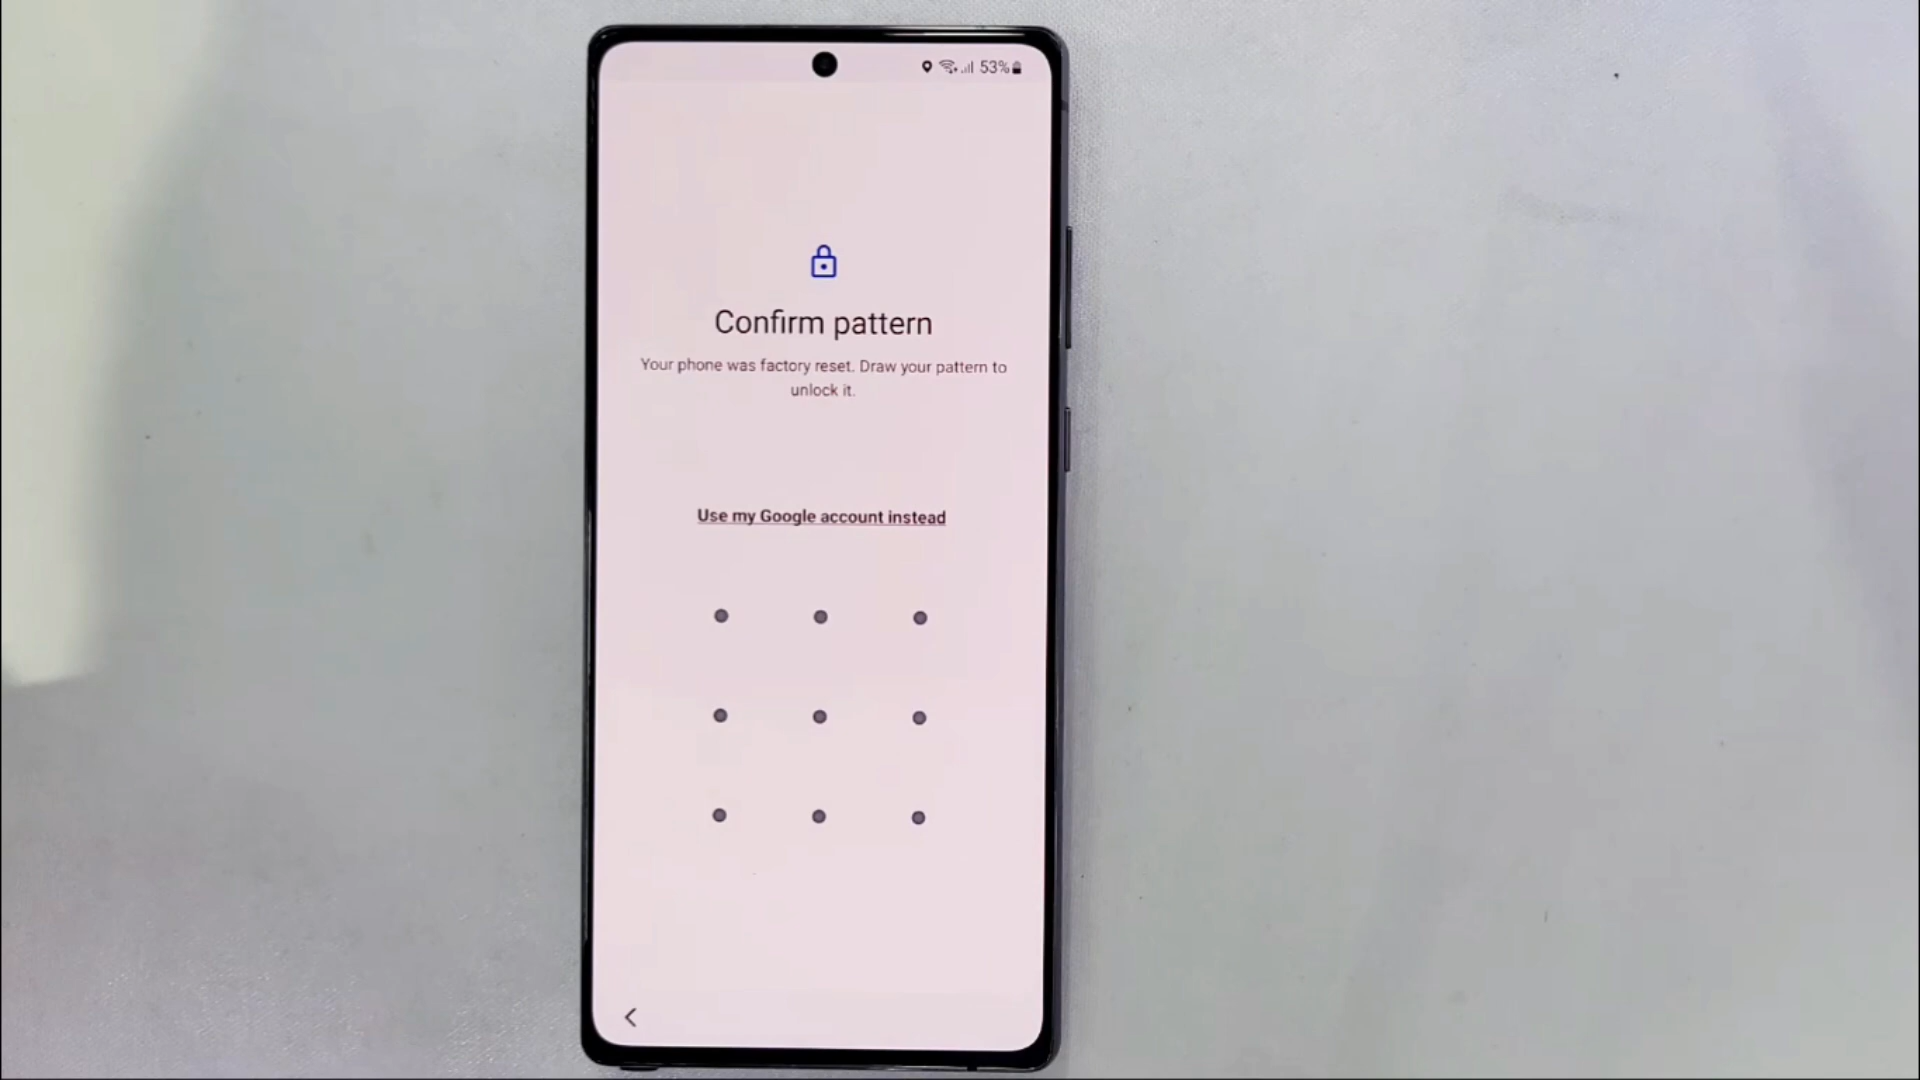 53%
Confirm pattern
Your phone was factory reset. Draw your pattern to
unlock it.
Use my Google account instead